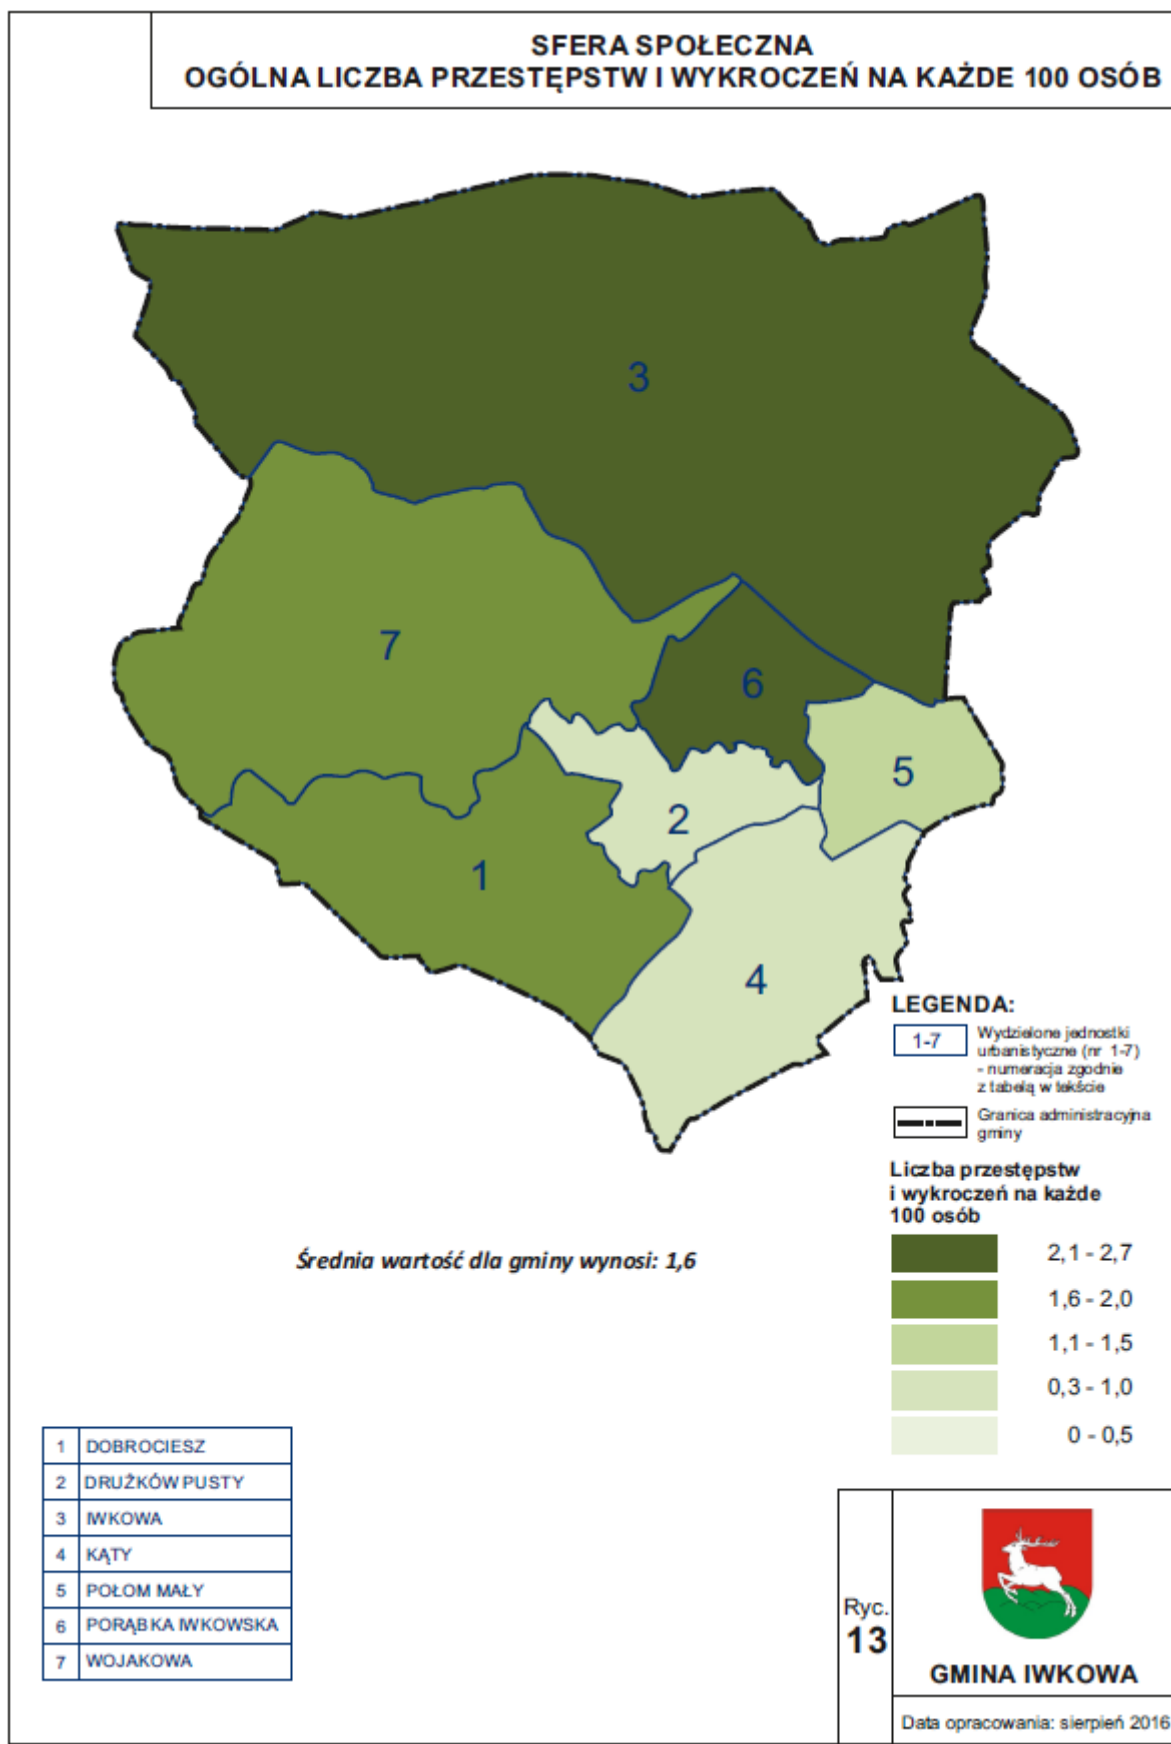 SFERA SPOŁECZNA
OGÓLNA LICZBA PRZESTĘPSTW I WYKROCZEŃ NA KAŻDE 100 OSÓB
3
7
6
5
2
1
4
LEGENDA:
1-7
Wydzielone jednostki
urbanistyczne (nr 1-7)
- numeracja zgodnie
z tabelą w tekście
Granica administracyjna
gminy
Liczba przestępstw
i wykroczeń na każde
100 osób
2,1 - 2,7
1,6 - 2,0
1,1 - 1,5
0,3 - 1,0
0 - 0,5
Średnia wartość dla gminy wynosi: 1,6
1 DOBROCIESZ
2 DRUŻKÓW PUSTY
3 IWKOWA
4 KĄTY
5 POŁOM MAŁY
6 PORĄBKA IWKOWSKA
7 WOJAKOWA
Ryc.
13
GMINA IWKOWA
Data opracowania: sierpień 2016